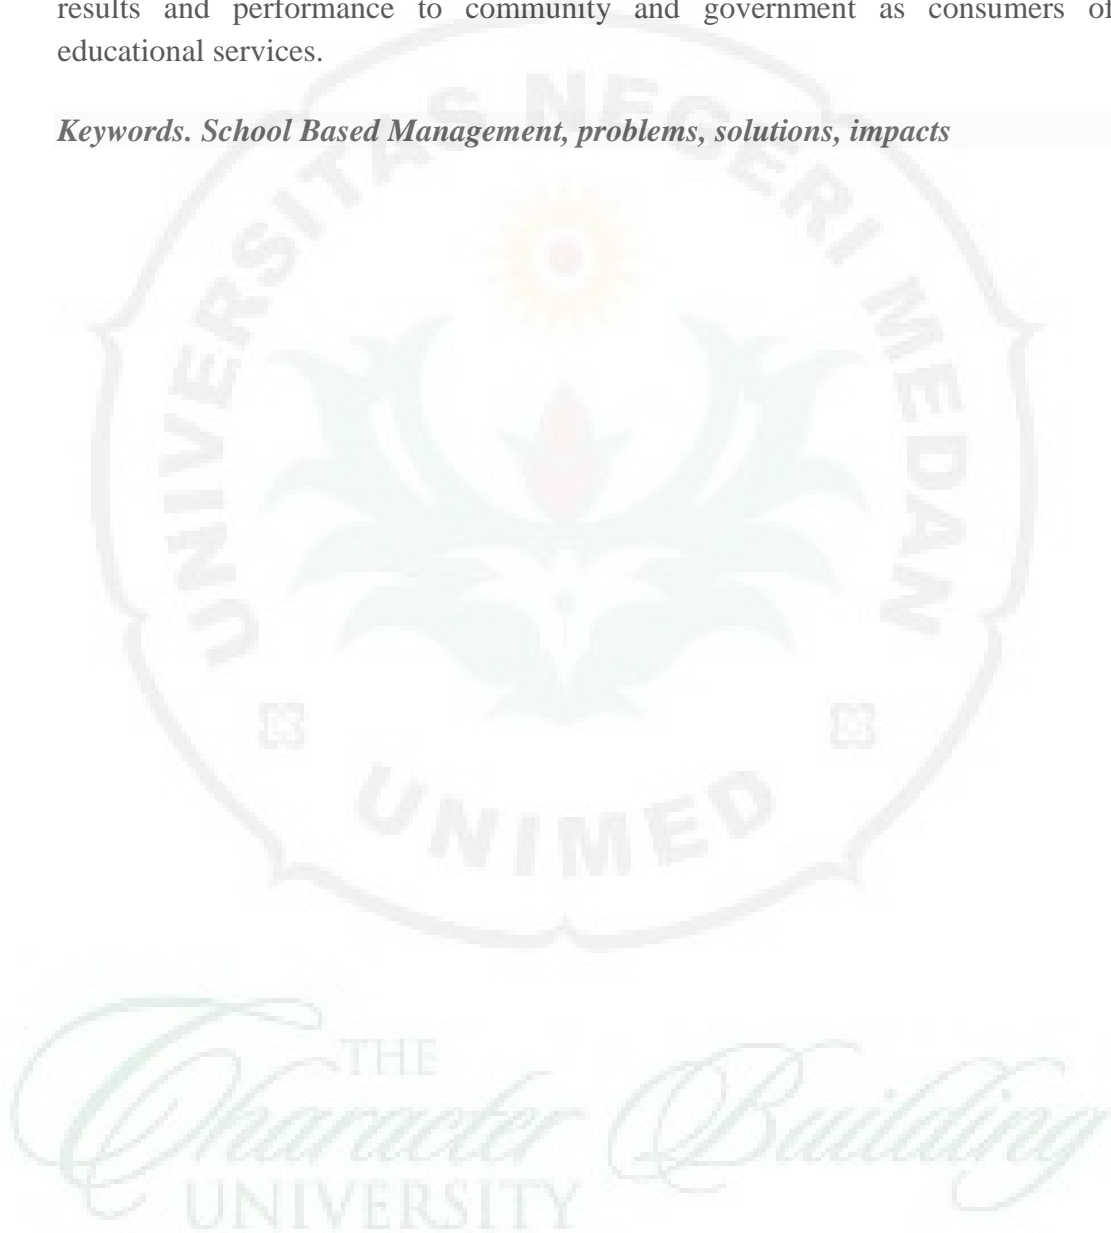 results and performance to community and government as consumers of
educational services.
Keywords. School Based Management, problems, solutions, impacts
UNIVERSITAS NEGERI MEDAN
UNIMED
THE
Character Building
UNIVERSITY